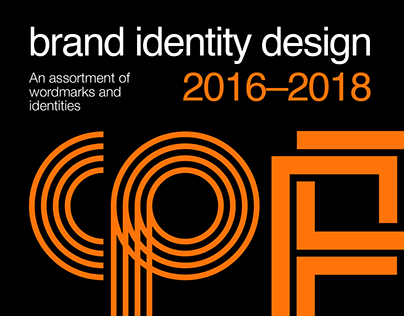 brand identity design
An assortment of
wordmarks and
identities
2016–2018